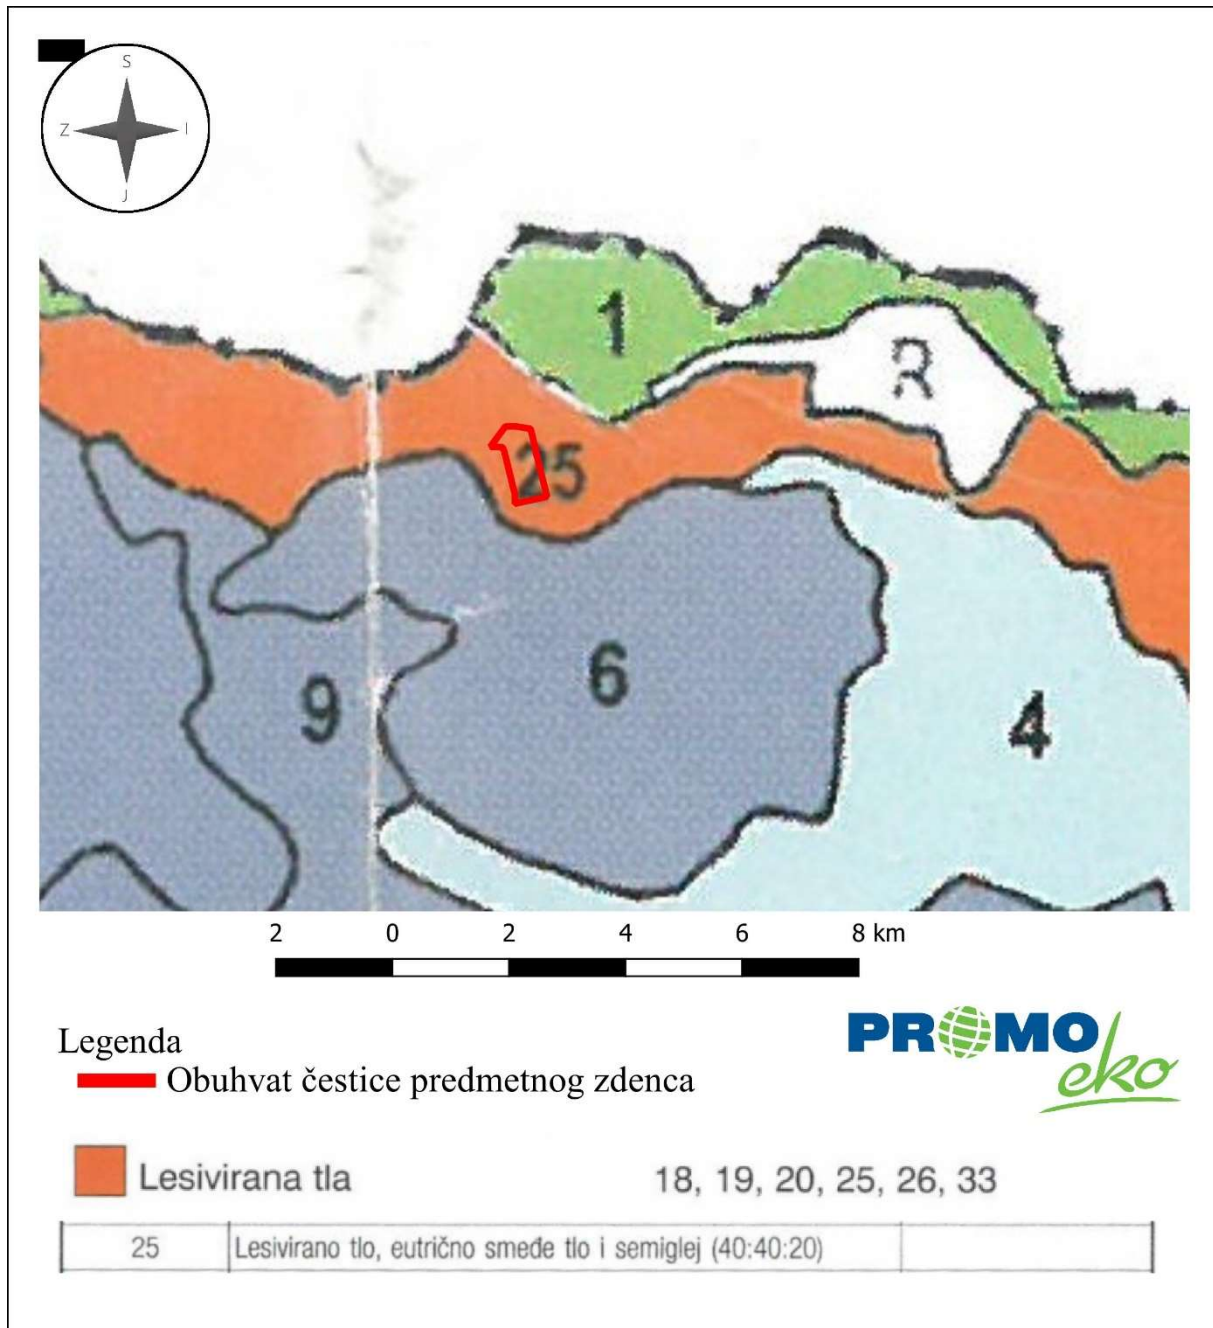 S
Z I
J
1
25
6
9
4
2 0 2 4 6 8 km
PROMO
eko
Legenda
Obuhvat čestice predmetnog zdenca
Lesivirana tla 18, 19, 20, 25, 26, 33
25 Lesivirano tlo, eutrično smeđe tlo i semiglej (40:40:20)